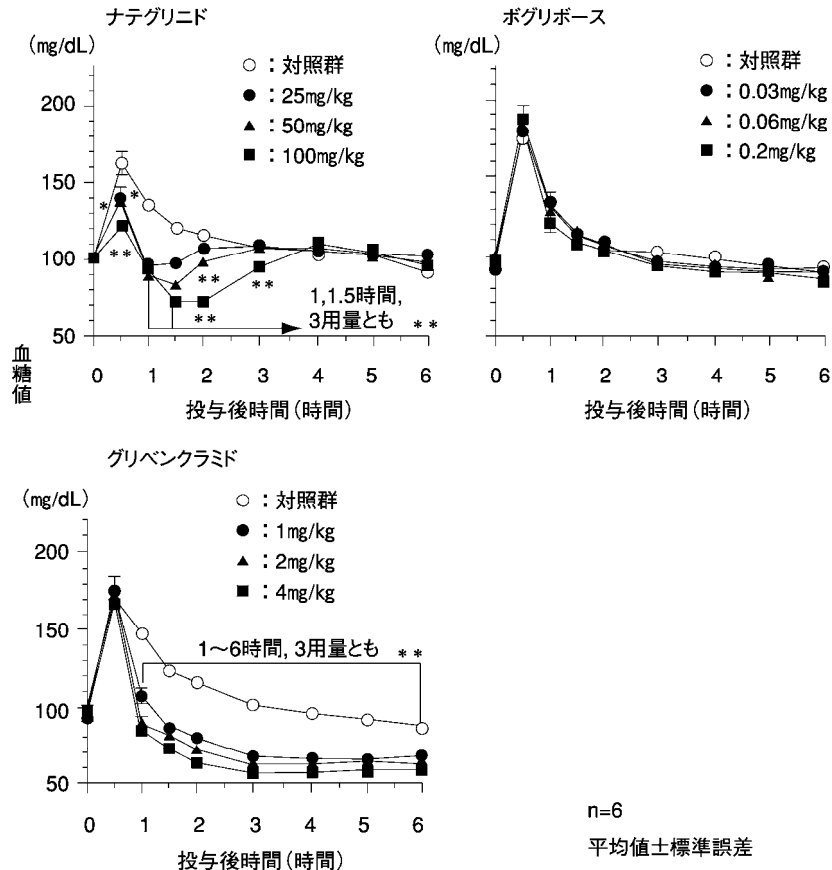 ナテグリニド
(mg/dL)
○:対照群
●:25mg/kg
▲:50mg/kg
■:100mg/kg
200
150
100
50
*
*
**
**
**
**
1,1.5時間,
3用量とも
**
0 1 2 3 4 5 6
投与後時間(時間)
血糖値
ボグリボース
(mg/dL)
○:対照群
●:0.03mg/kg
▲:0.06mg/kg
■:0.2mg/kg
0 1 2 3 4 5 6
投与後時間(時間)
グリベンクラミド
(mg/dL)
○:対照群
●:1mg/kg
▲:2mg/kg
■:4mg/kg
200
150
100
50
1〜6時間, 3用量とも **
0 1 2 3 4 5 6
投与後時間(時間)
n=6
平均値士標準誤差